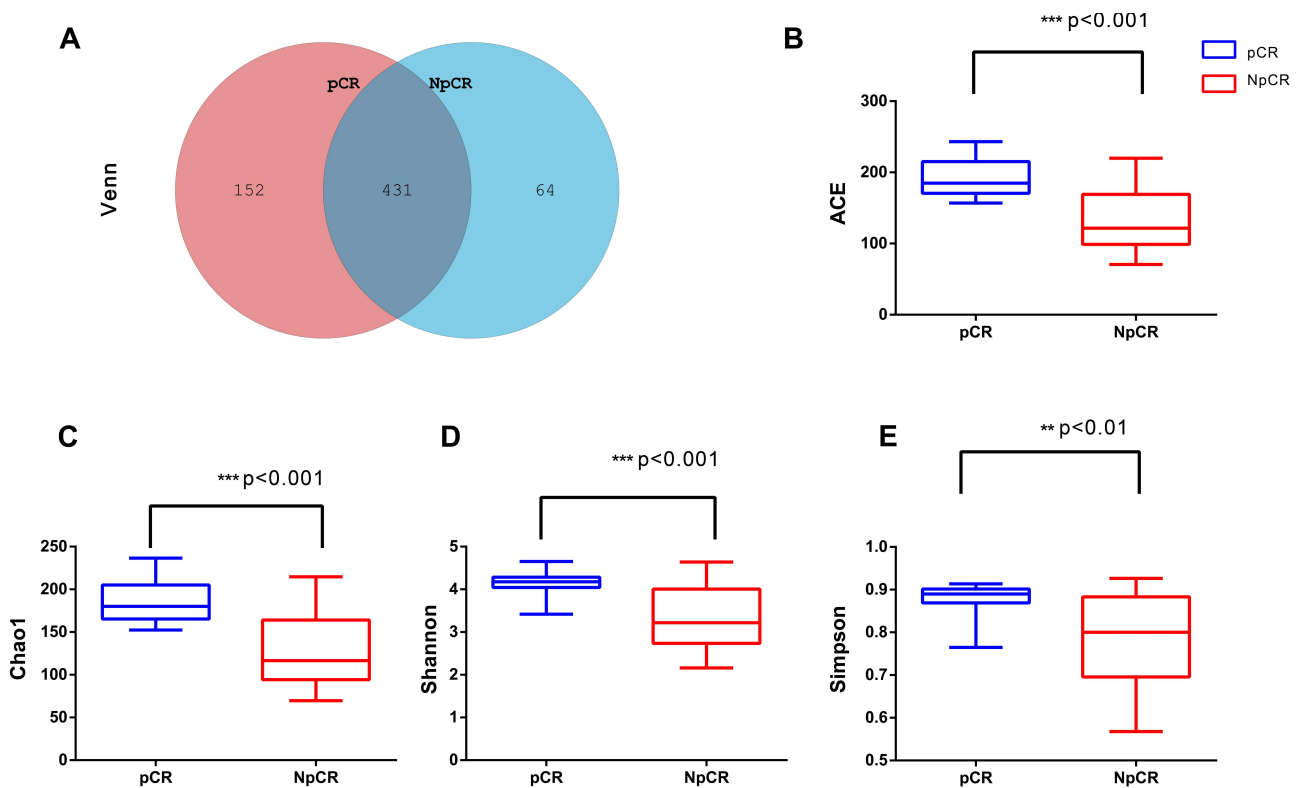 A
pCR
NpCR
152
431
64
Venn
B
*** p<0.001
pCR
NpCR
300
200
100
0
ACE
pCR
NpCR
C
*** p<0.001
250
200
150
100
50
0
Chao1
pCR
NpCR
D
*** p<0.001
5
4
3
2
1
0
Shannon
pCR
NpCR
E
** p<0.01
1.0
0.9
0.8
0.7
0.6
0.5
Simpson
pCR
NpCR